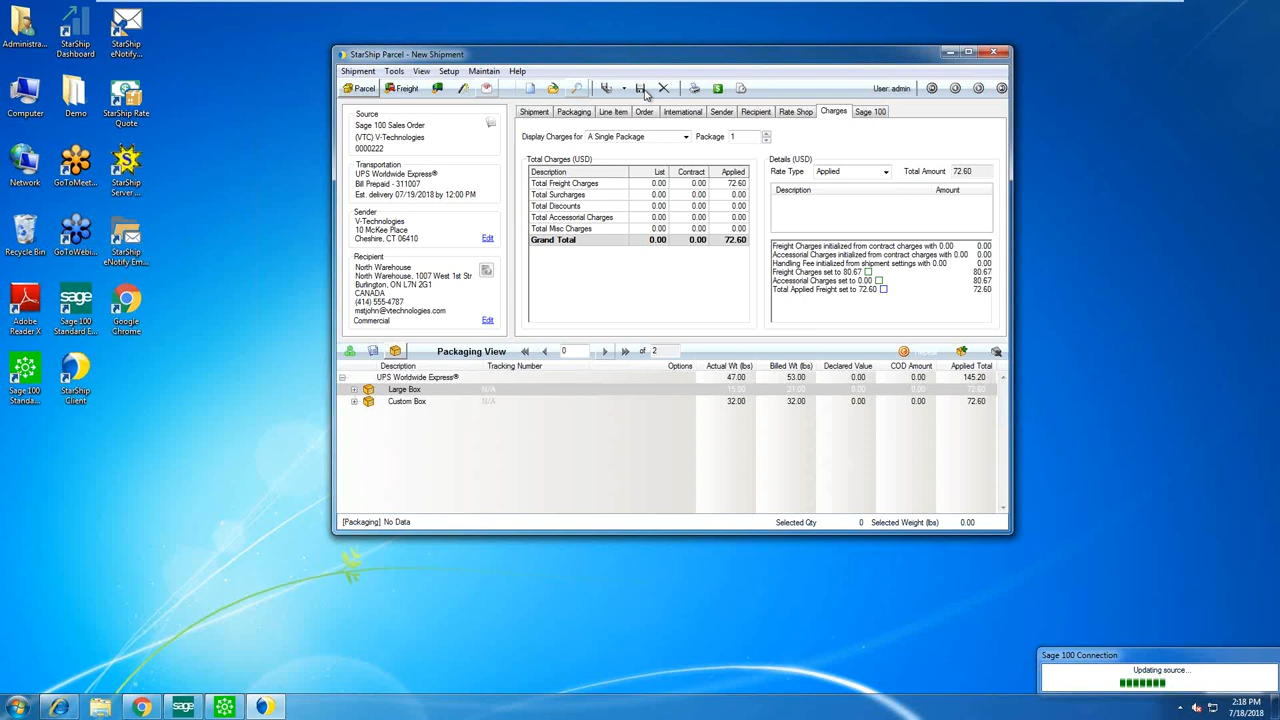 Administra...
StarShip
Dashboard
StarShip
eNotify...
Computer
Demo
StarShip Rate
Quote
Network
GoToMeet...
StarShip
Server ...
Recycle Bin
GoToWebi...
StarShip
eNotify Em...
Adobe
Reader X
Sage 100
Standard E...
Google
Chrome
Sage 100
Standa...
StarShip
Client
StarShip Parcel - New Shipment
Shipment Tools View Setup Maintain Help
Parcel Freight User: admin
Source
Sage 100 Sales Order
(VTC) V-Technologies
0000222
Transportation
UPS Worldwide Express®
Bill Prepaid - 311007
Est. delivery 07/19/2018 by 12:00 PM
Sender
V-Technologies
10 McKee Place
Cheshire, CT 06410 Edit
Recipient
North Warehouse
North Warehouse, 1007 West 1st Str
Burlington, ON L7N 2G1
CANADA
(414) 555-4787
mstjohn@vtechnologies.com
Commercial Edit
Shipment Packaging Line Item Order International Sender Recipient Rate Shop Charges Sage 100
Display Charges for A Single Package Package 1
Total Charges (USD)
Description List Contract Applied
Total Freight Charges 0.00 0.00 72.60
Total Surcharges 0.00 0.00 0.00
Total Discounts 0.00 0.00 0.00
Total Accessorial Charges 0.00 0.00 0.00
Total Misc Charges 0.00 0.00 0.00
Grand Total 0.00 0.00 72.60
Details (USD)
Rate Type Applied Total Amount 72.60
Description Amount
Freight Charges initialized from contract charges with 0.00 0.00
Accessorial Charges initialized from contract charges with 0.00 0.00
Handling Fee initialized from shipment settings with 0.00 0.00
Freight Charges set to 80.67 80.67
Accessorial Charges set to 0.00 80.67
Total Applied Freight set to 72.60 72.60
Packaging View 0 of 2 Repeat
Description Tracking Number Options Actual Wt (lbs) Billed Wt (lbs) Declared Value COD Amount Applied Total
UPS Worldwide Express® 47.00 53.00 0.00 0.00 145.20
Large Box N/A 15.00 21.00 0.00 0.00 72.60
Custom Box N/A 32.00 32.00 0.00 0.00 72.60
[Packaging] No Data Selected Qty 0 Selected Weight (lbs) 0.00
Sage 100 Connection
Updating source...
2:18 PM
7/18/2018